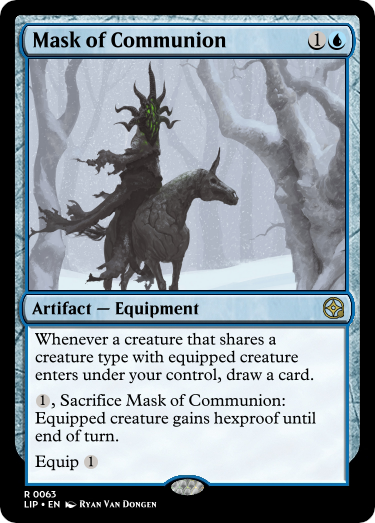 Mask of Communion 1
Artifact — Equipment
Whenever a creature that shares a
creature type with equipped creature
enters under your control, draw a card.
1, Sacrifice Mask of Communion:
Equipped creature gains hexproof until
end of turn.
Equip 1
R 0063
LIP • EN Ryan Van Dongen